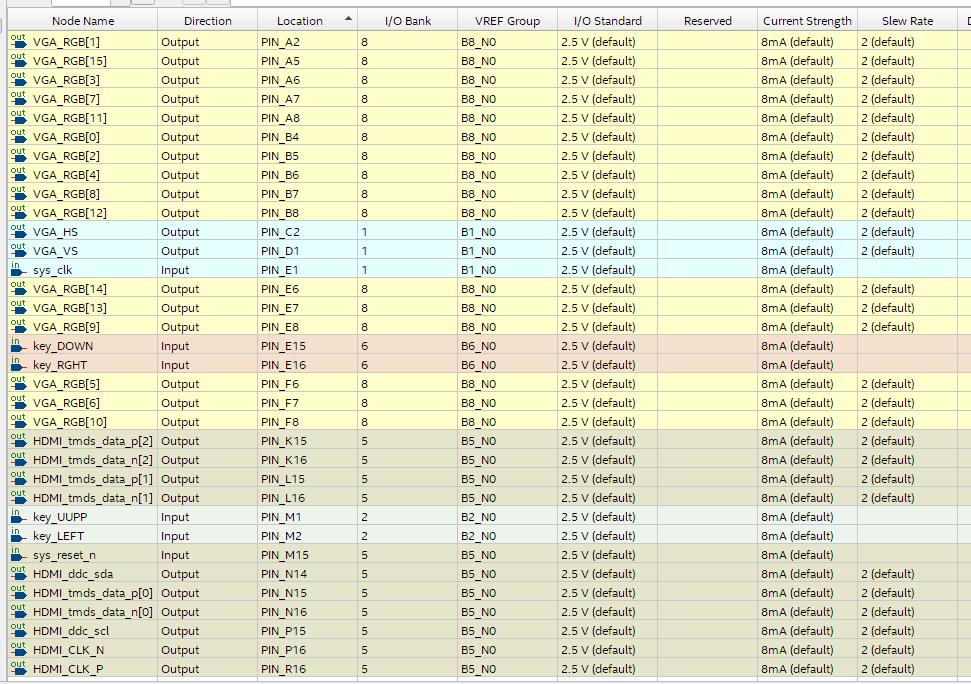 Node Name Direction Location I/O Bank VREF Group I/O Standard Reserved Current Strength Slew Rate
out VGA_RGB[1] Output PIN_A2 8 B8_N0 2.5 V (default) 8mA (default) 2 (default)
out VGA_RGB[15] Output PIN_A5 8 B8_N0 2.5 V (default) 8mA (default) 2 (default)
out VGA_RGB[3] Output PIN_A6 8 B8_N0 2.5 V (default) 8mA (default) 2 (default)
out VGA_RGB[7] Output PIN_A7 8 B8_N0 2.5 V (default) 8mA (default) 2 (default)
out VGA_RGB[11] Output PIN_A8 8 B8_N0 2.5 V (default) 8mA (default) 2 (default)
out VGA_RGB[0] Output PIN_B4 8 B8_N0 2.5 V (default) 8mA (default) 2 (default)
out VGA_RGB[2] Output PIN_B5 8 B8_N0 2.5 V (default) 8mA (default) 2 (default)
out VGA_RGB[4] Output PIN_B6 8 B8_N0 2.5 V (default) 8mA (default) 2 (default)
out VGA_RGB[8] Output PIN_B7 8 B8_N0 2.5 V (default) 8mA (default) 2 (default)
out VGA_RGB[12] Output PIN_B8 8 B8_N0 2.5 V (default) 8mA (default) 2 (default)
out VGA_HS Output PIN_C2 1 B1_N0 2.5 V (default) 8mA (default) 2 (default)
out VGA_VS Output PIN_D1 1 B1_N0 2.5 V (default) 8mA (default) 2 (default)
in sys_clk Input PIN_E1 1 B1_N0 2.5 V (default) 8mA (default)
out VGA_RGB[14] Output PIN_E6 8 B8_N0 2.5 V (default) 8mA (default) 2 (default)
out VGA_RGB[13] Output PIN_E7 8 B8_N0 2.5 V (default) 8mA (default) 2 (default)
out VGA_RGB[9] Output PIN_E8 8 B8_N0 2.5 V (default) 8mA (default) 2 (default)
in key_DOWN Input PIN_E15 6 B6_N0 2.5 V (default) 8mA (default)
in key_RGHT Input PIN_E16 6 B6_N0 2.5 V (default) 8mA (default)
out VGA_RGB[5] Output PIN_F6 8 B8_N0 2.5 V (default) 8mA (default) 2 (default)
out VGA_RGB[6] Output PIN_F7 8 B8_N0 2.5 V (default) 8mA (default) 2 (default)
out VGA_RGB[10] Output PIN_F8 8 B8_N0 2.5 V (default) 8mA (default) 2 (default)
out HDMI_tmds_data_p[2] Output PIN_K15 5 B5_N0 2.5 V (default) 8mA (default) 2 (default)
out HDMI_tmds_data_n[2] Output PIN_K16 5 B5_N0 2.5 V (default) 8mA (default) 2 (default)
out HDMI_tmds_data_p[1] Output PIN_L15 5 B5_N0 2.5 V (default) 8mA (default) 2 (default)
out HDMI_tmds_data_n[1] Output PIN_L16 5 B5_N0 2.5 V (default) 8mA (default) 2 (default)
in key_UUPP Input PIN_M1 2 B2_N0 2.5 V (default) 8mA (default)
in key_LEFT Input PIN_M2 2 B2_N0 2.5 V (default) 8mA (default)
in sys_reset_n Input PIN_M15 5 B5_N0 2.5 V (default) 8mA (default)
out HDMI_ddc_sda Output PIN_N14 5 B5_N0 2.5 V (default) 8mA (default) 2 (default)
out HDMI_tmds_data_p[0] Output PIN_N15 5 B5_N0 2.5 V (default) 8mA (default) 2 (default)
out HDMI_tmds_data_n[0] Output PIN_N16 5 B5_N0 2.5 V (default) 8mA (default) 2 (default)
out HDMI_ddc_scl Output PIN_P15 5 B5_N0 2.5 V (default) 8mA (default) 2 (default)
out HDMI_CLK_N Output PIN_P16 5 B5_N0 2.5 V (default) 8mA (default) 2 (default)
out HDMI_CLK_P Output PIN_R16 5 B5_N0 2.5 V (default) 8mA (default) 2 (default)